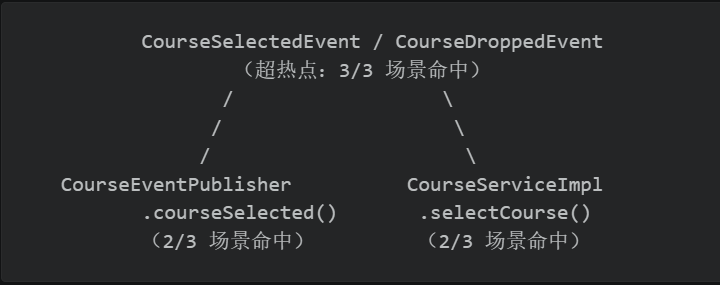 CourseSelectedEvent / CourseDroppedEvent
（超热点: 3/3 场景命中）
/ \
/ \
/ \
CourseEventPublisher CourseServiceImpl
.courseSelected() .selectCourse()
（2/3 场景命中） （2/3 场景命中）